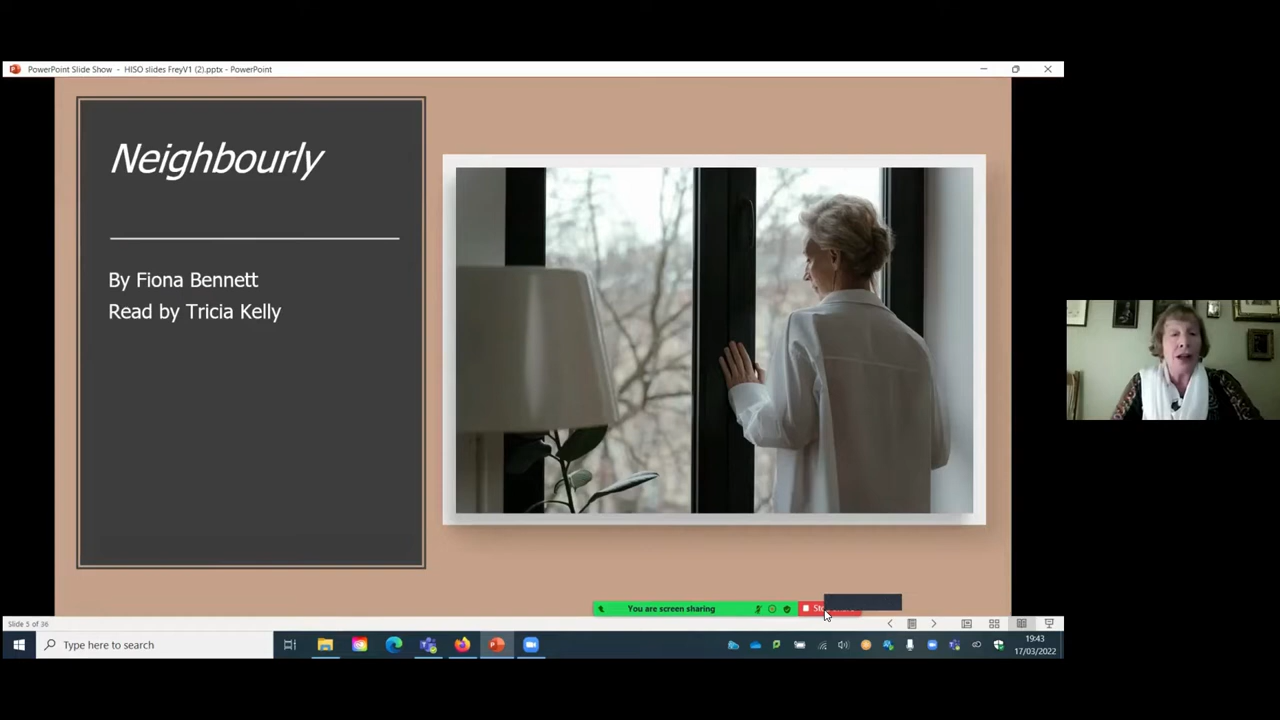 PowerPoint Slide Show - HISO slides FreyV1 (2).pptx - PowerPoint
Neighbourly
By Fiona Bennett
Read by Tricia Kelly
You are screen sharing
Slide 5 of 36
Type here to search
19:43
17/03/2022